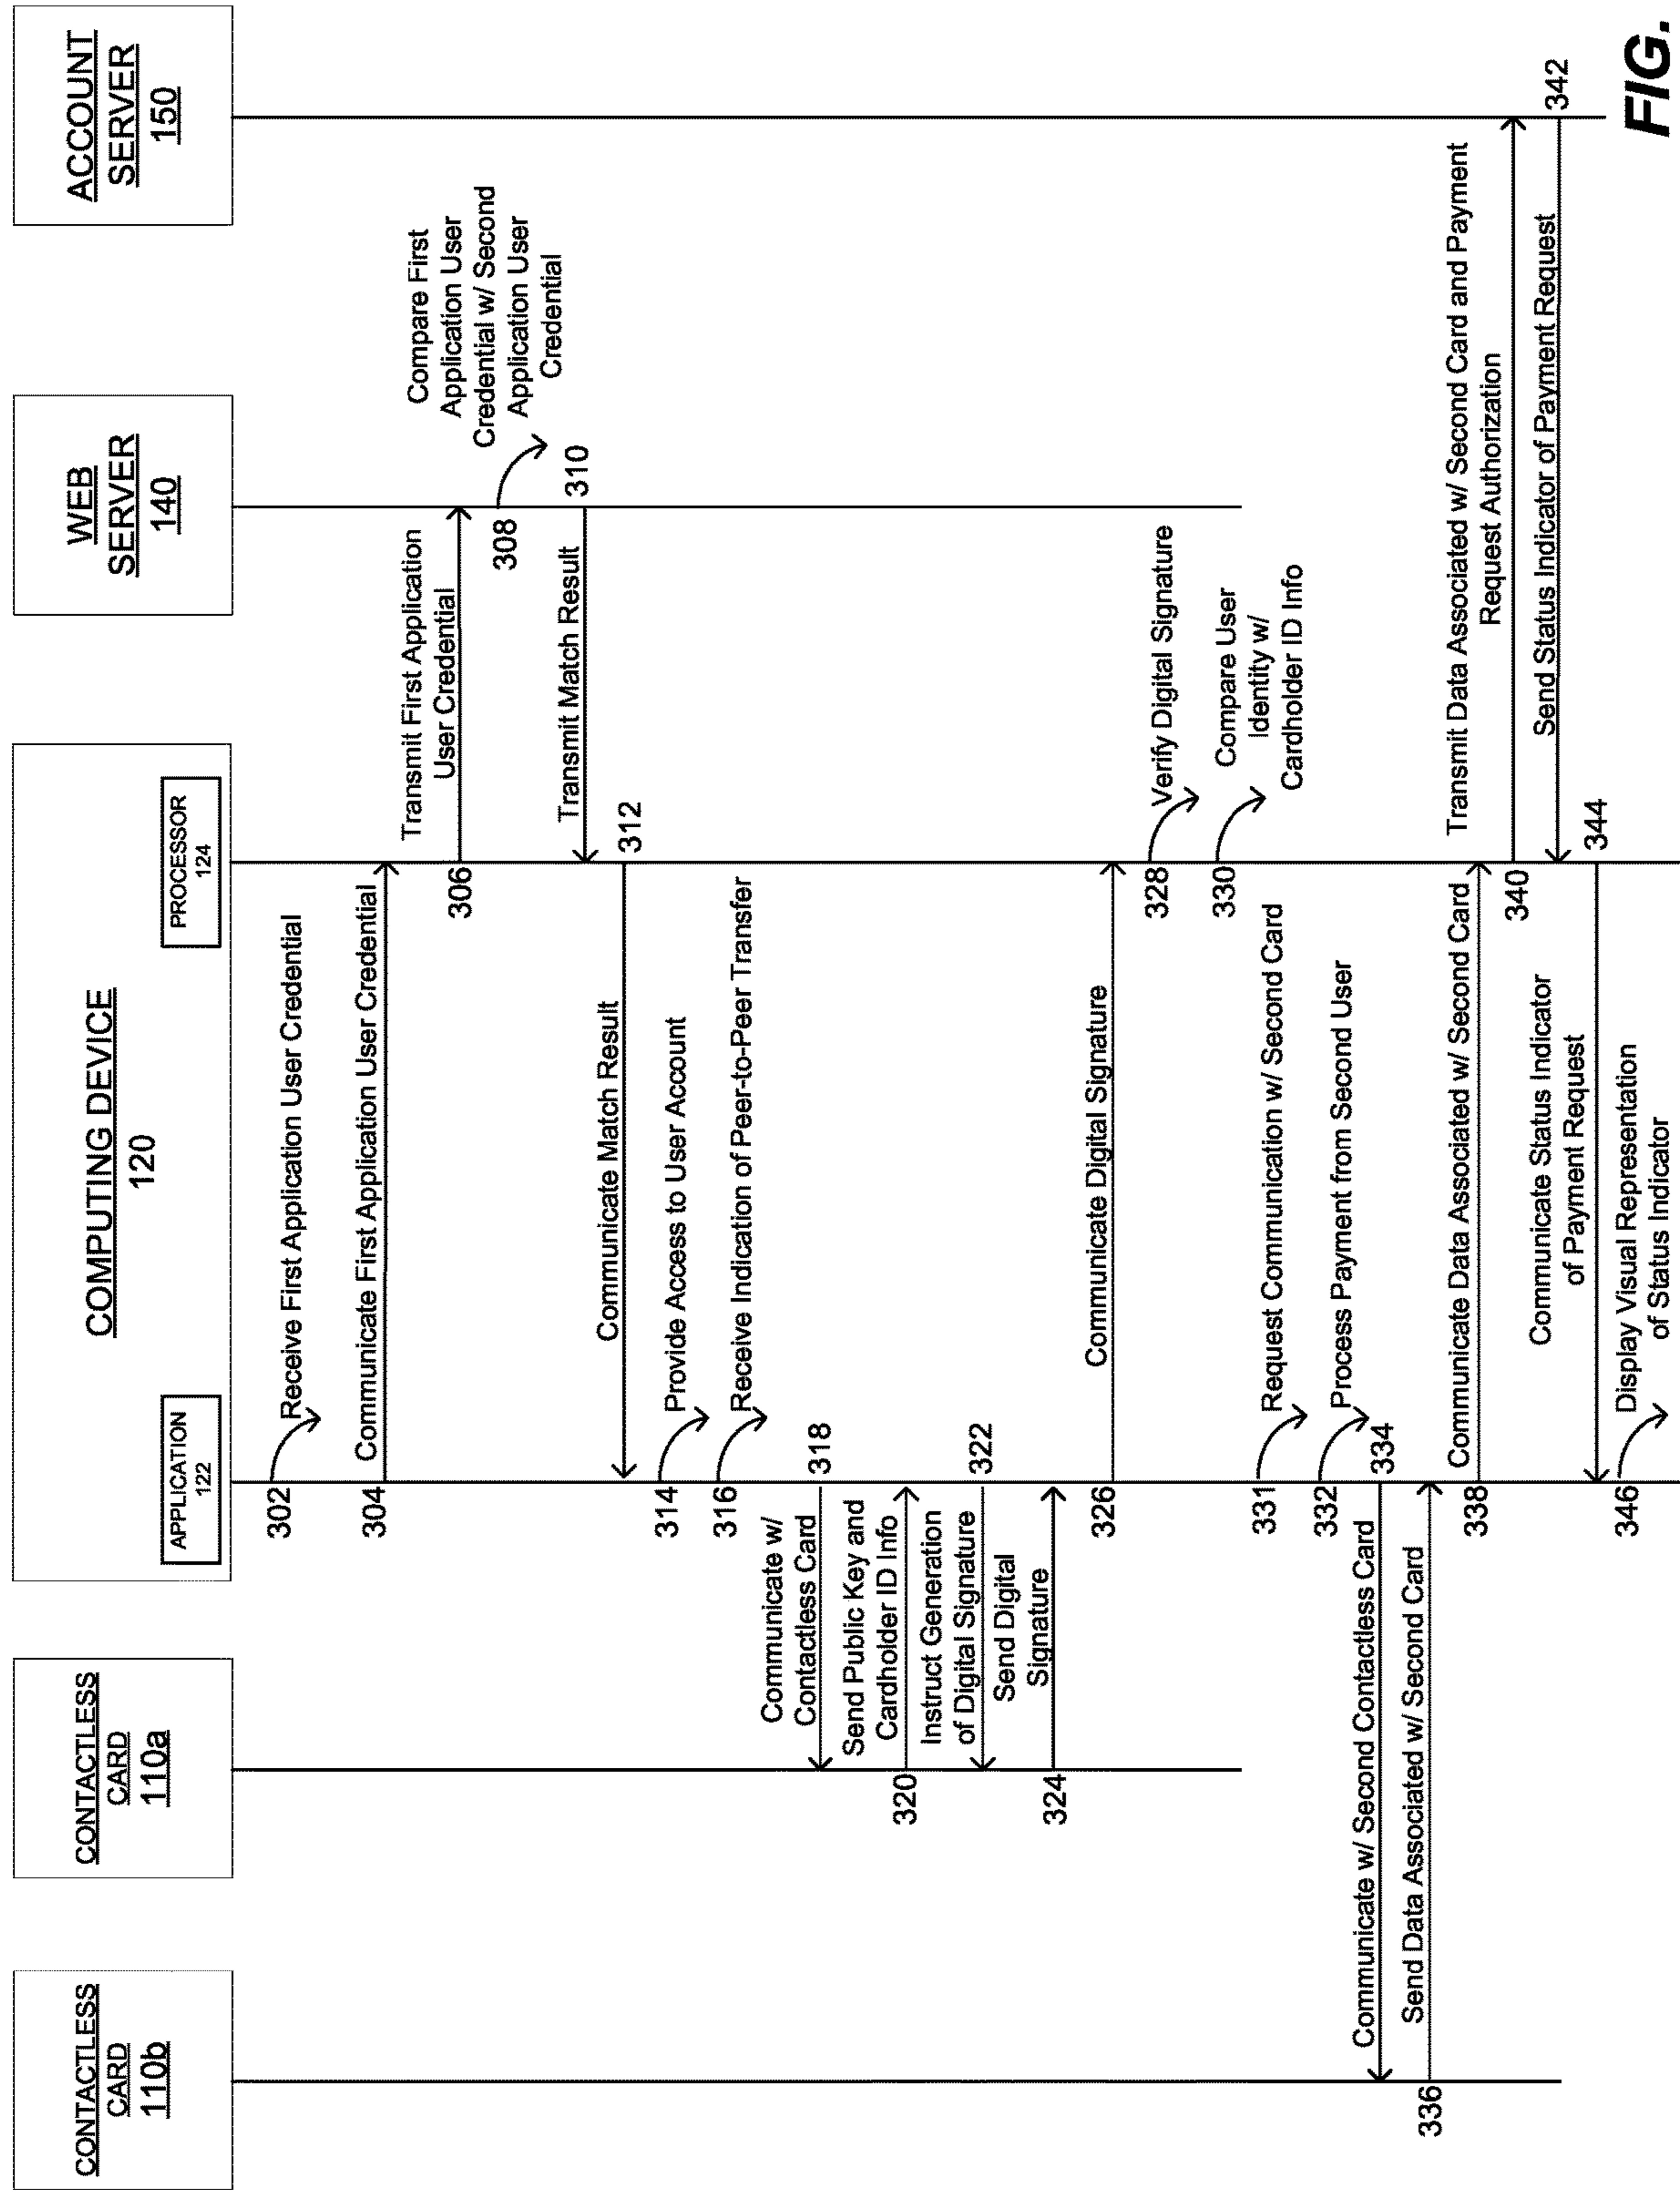 CONTACTLESS
CARD
110b
CONTACTLESS
CARD
110a
COMPUTING DEVICE
120
APPLICATION
122
PROCESSOR
124
WEB
SERVER
140
ACCOUNT
SERVER
150
302
Receive First Application User Credential
304
Communicate First Application User Credential
306
Transmit First Application
User Credential
308
Compare First
Application User
Credential w/ Second
Application User
Credential
310
Transmit Match Result
312
Communicate Match Result
314
Provide Access to User Account
316
Receive Indication of Peer-to-Peer Transfer
318
Communicate w/
Contactless Card
320
Send Public Key and
Cardholder ID Info
322
Instruct Generation
of Digital Signature
324
Send Digital
Signature
326
Communicate Digital Signature
328
Verify Digital Signature
330
Compare User
Identity w/
Cardholder ID Info
331
Request Communication w/ Second Card
332
Process Payment from Second User
334
Communicate w/ Second Contactless Card
336
Send Data Associated w/ Second Card
338
Communicate Data Associated w/ Second Card
340
Transmit Data Associated w/ Second Card and Payment
Request Authorization
342
Send Status Indicator of Payment Request
344
Communicate Status Indicator
of Payment Request
346
Display Visual Representation
of Status Indicator
FIG.